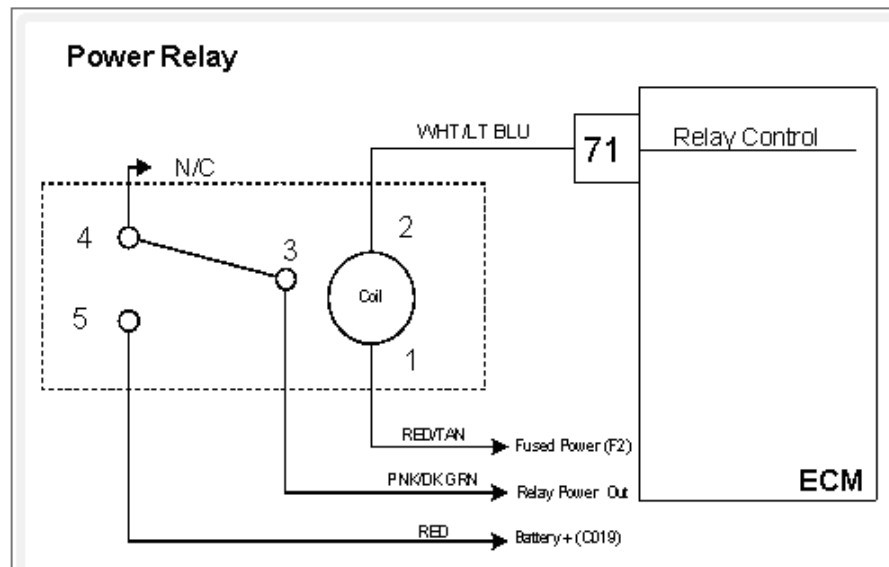 Power Relay
WHT/LT BLU
71
Relay Control
N/C
4
3
2
5
Coil
1
RED/TAN
Fused Power (F2)
PNK/DK GRN
Relay Power Out
ECM
RED
Battery + (C019)